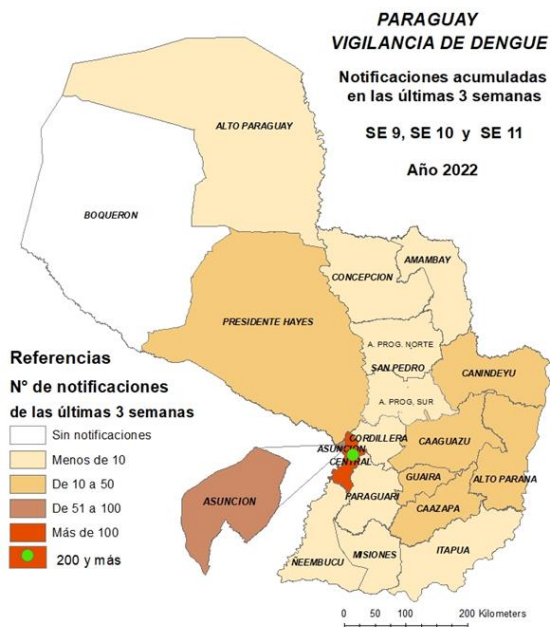 PARAGUAY
VIGILANCIA DE DENGUE
Notificaciones acumuladas
en las últimas 3 semanas
SE 9, SE 10 y SE 11
Año 2022
ALTO PARAGUAY
BOQUERON
AMAMBAY
CONCEPCION
PRESIDENTE HAYES
A. PROG. NORTE
SAN PEDRO
CANINDEYU
A. PROG. SUR
CORDILLERA
CAAGUAZU
ASUNCION
CENTRAL
GUAIRA
ALTO PARANA
PARAGUARI
CAAZAPA
ASUNCION
ÑEEMBUCU
MISIONES
ITAPUA
Referencias
N° de notificaciones
de las últimas 3 semanas
Sin notificaciones
Menos de 10
De 10 a 50
De 51 a 100
Más de 100
200 y más
0 50 100 200 Kilometers